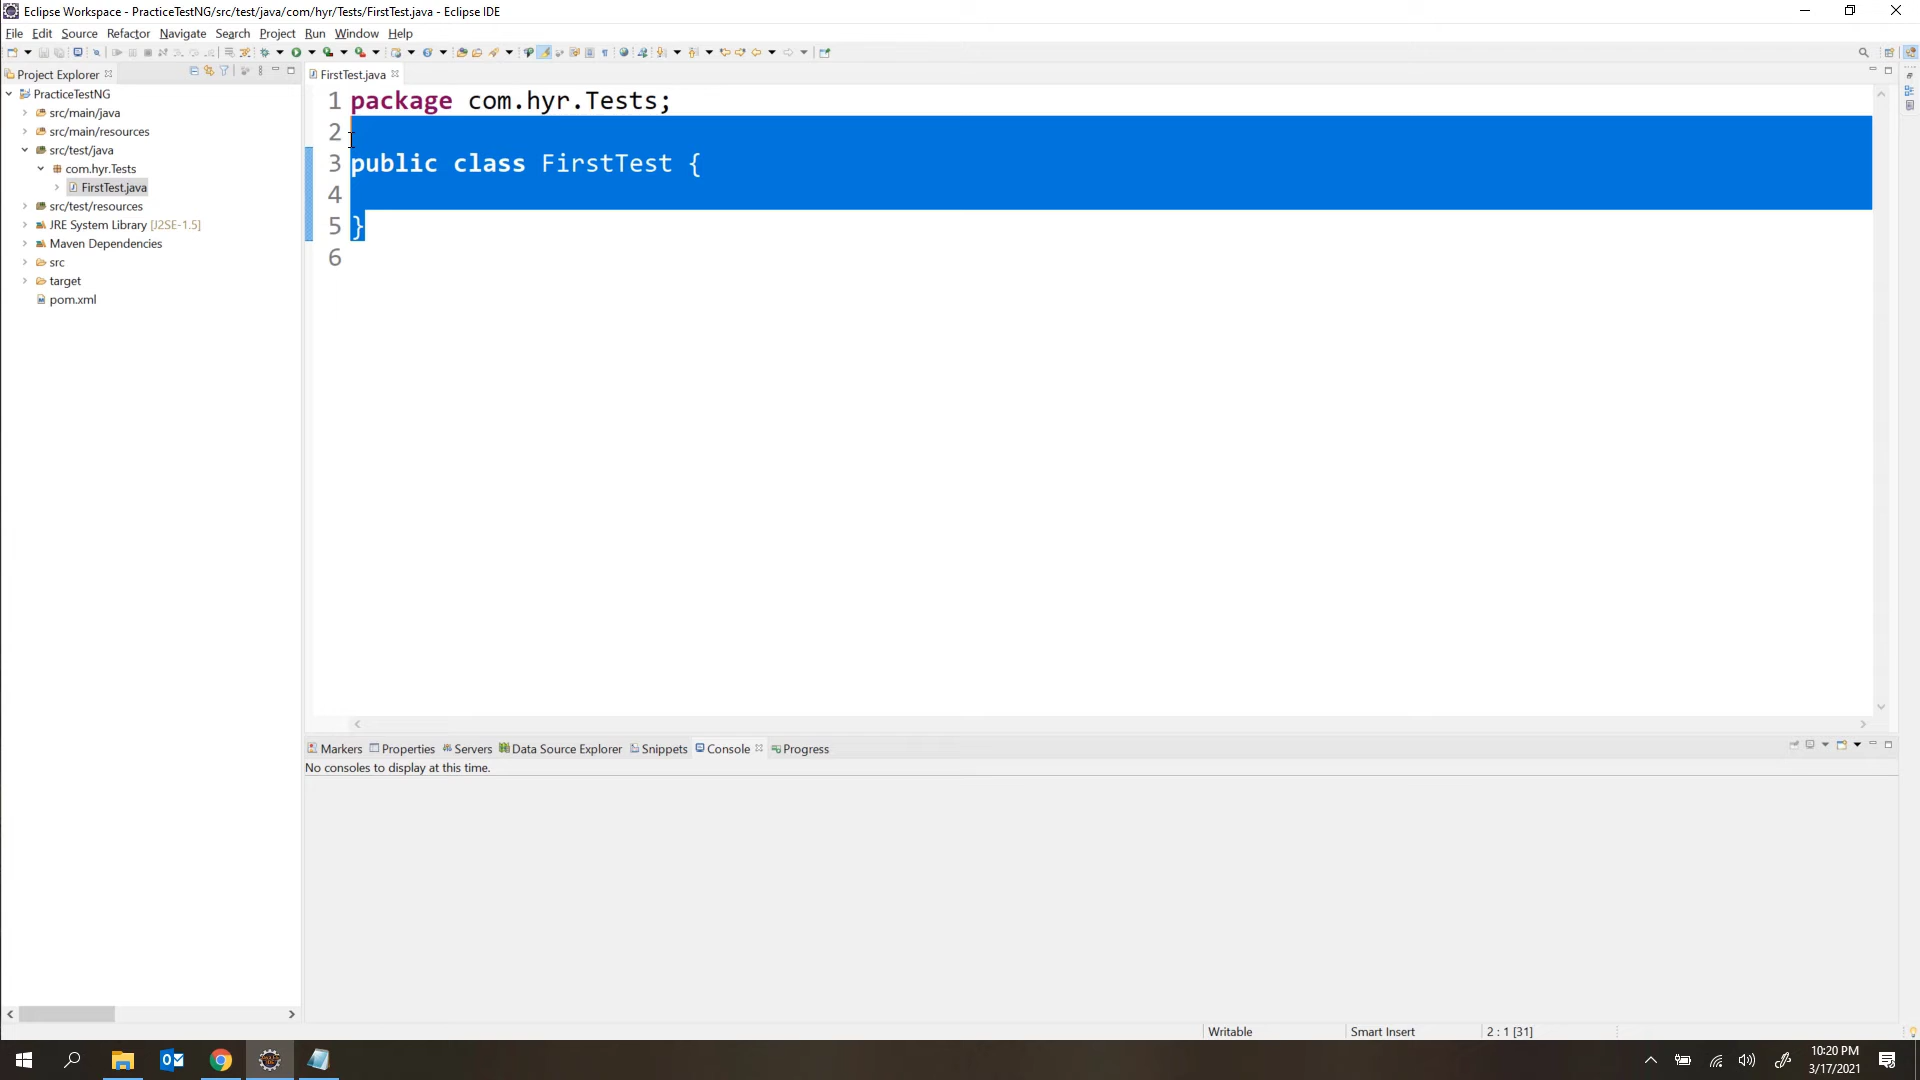 Eclipse Workspace - PracticeTestNG/src/test/java/com/hyr/Tests/FirstTest.java - Eclipse IDE
File Edit Source Refactor Navigate Search Project Run Window Help
Project Explorer
PracticeTestNG
src/main/java
src/main/resources
src/test/java
com.hyr.Tests
FirstTest.java
src/test/resources
JRE System Library [J2SE-1.5]
Maven Dependencies
src
target
pom.xml
FirstTest.java
1 package com.hyr.Tests;
2
3 public class FirstTest {
4
5 }
6
Markers Properties Servers Data Source Explorer Snippets Console Progress
No consoles to display at this time.
Writable Smart Insert 2 : 1 [31]
10:20 PM
3/17/2021